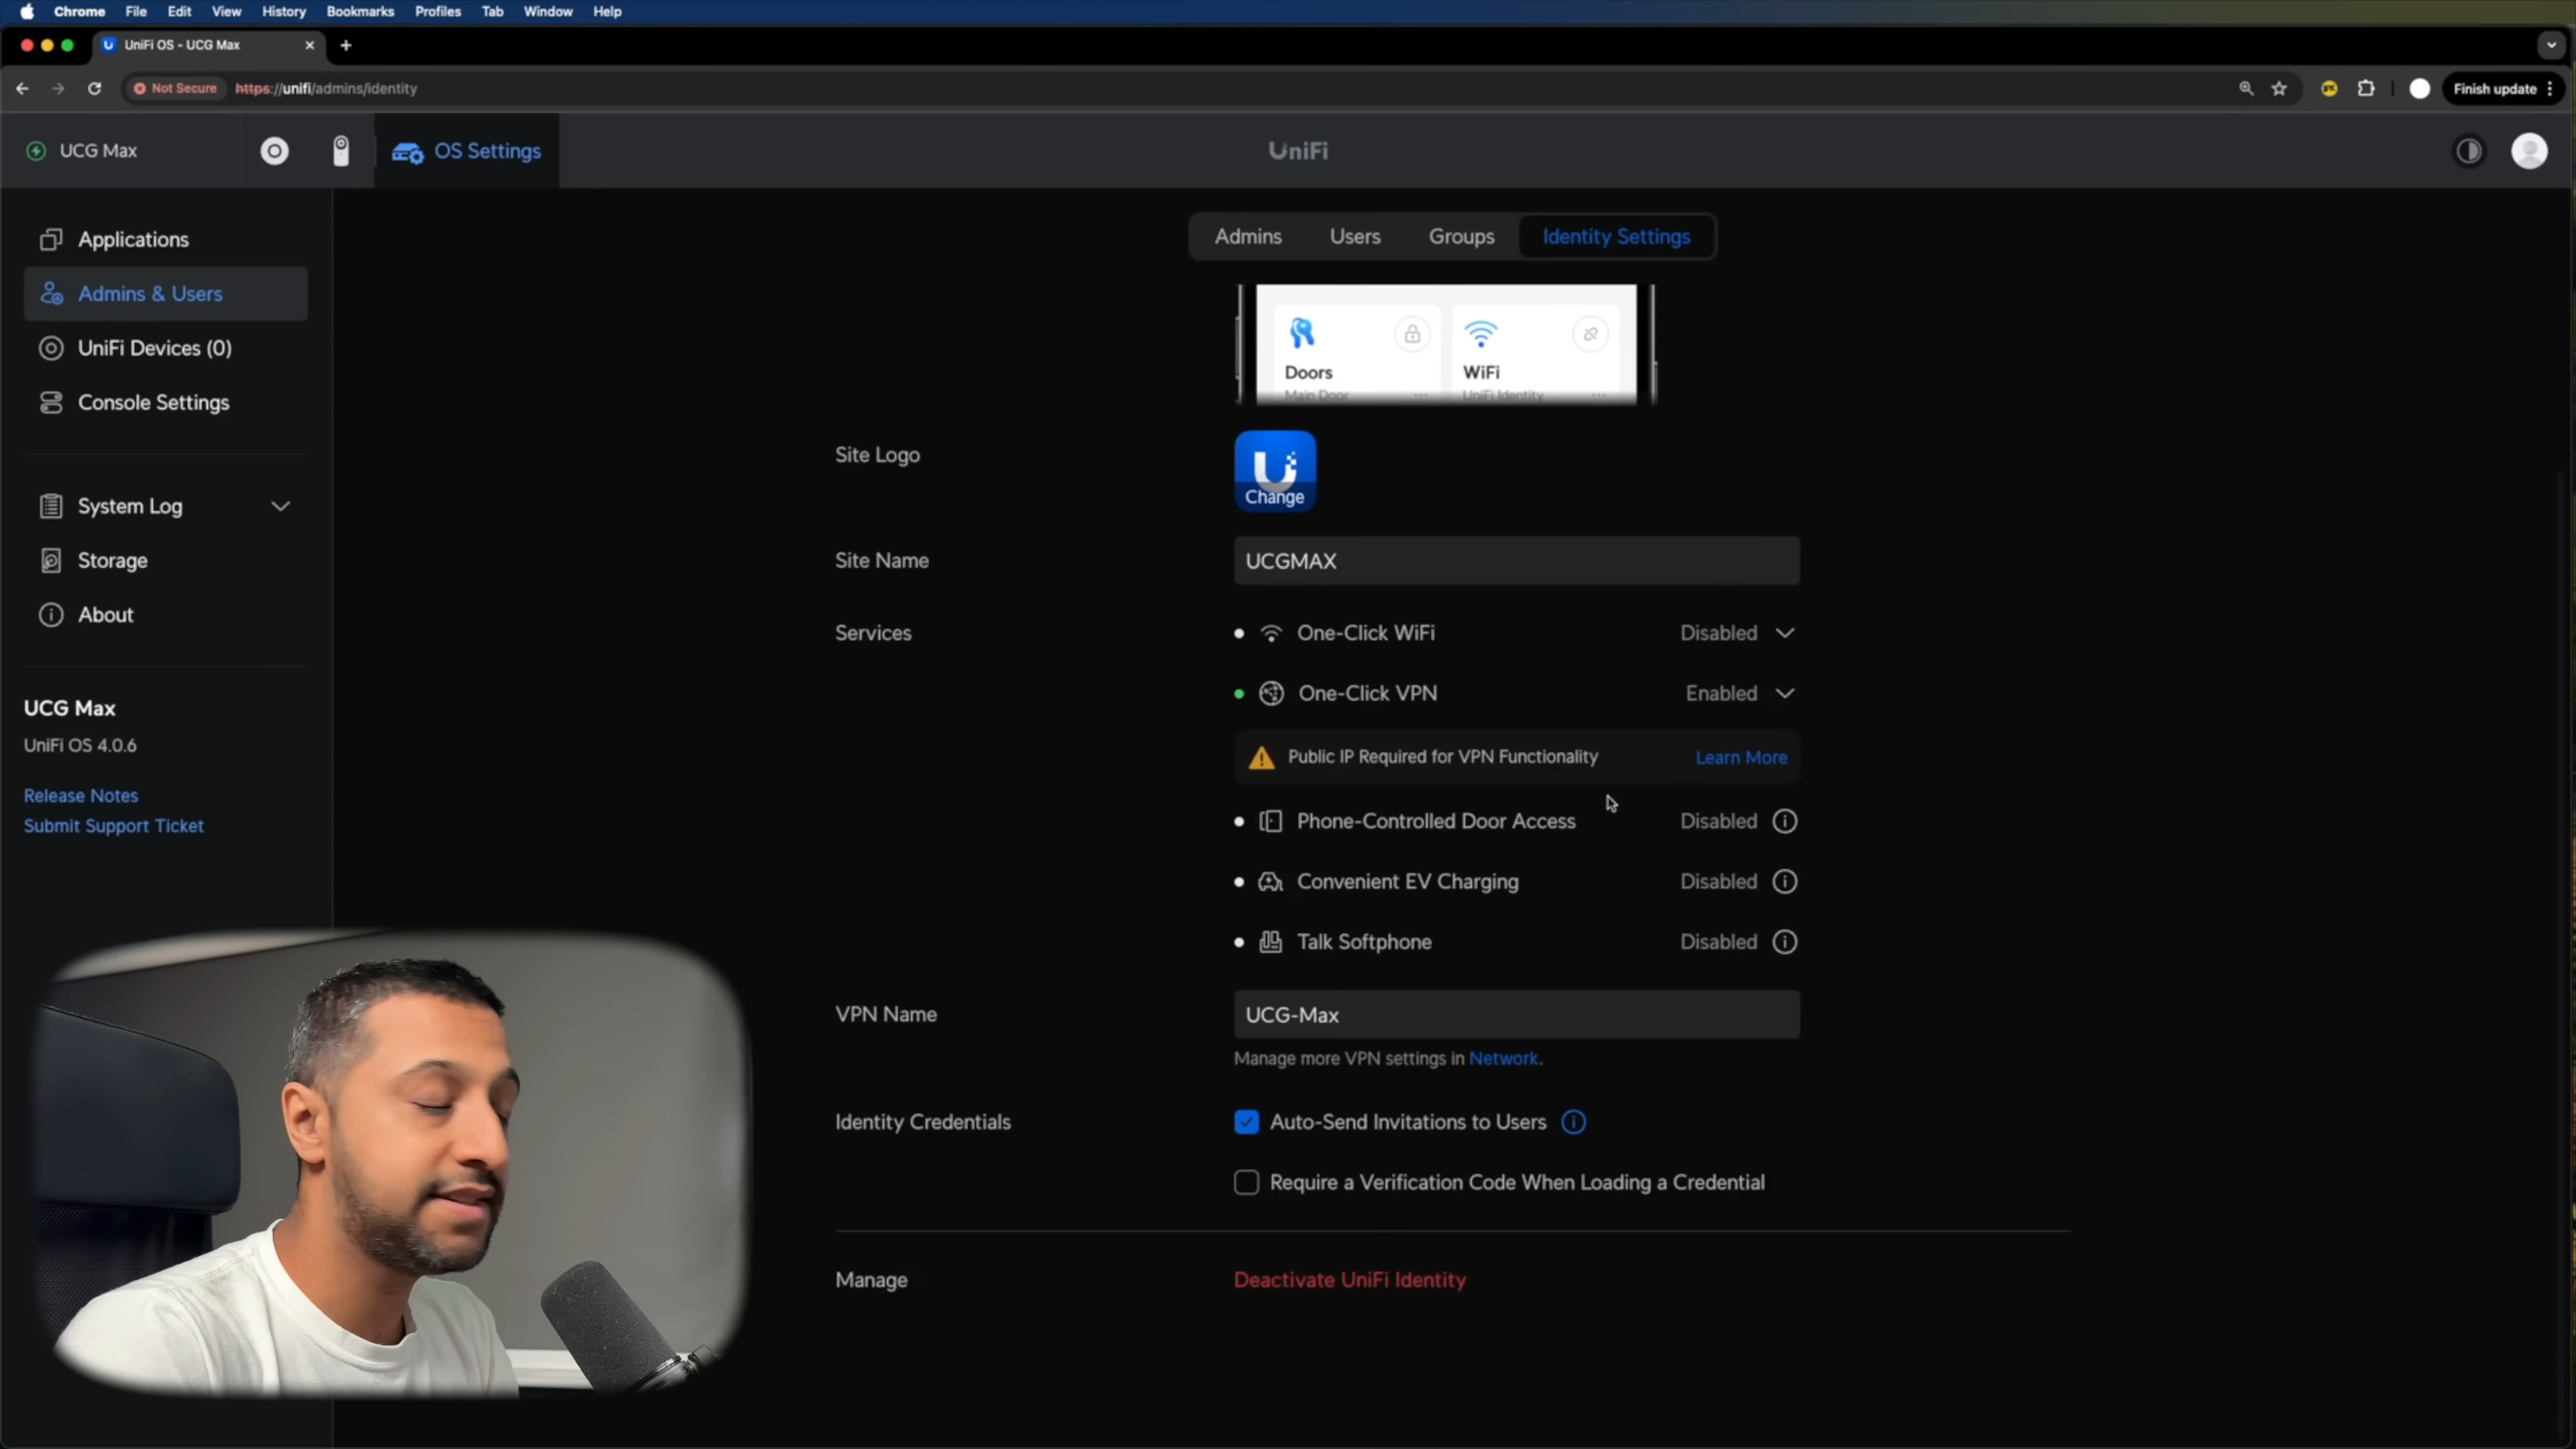 Chrome File Edit View History Bookmarks Profiles Tab Window Help
UniFi OS - UCG Max
Not Secure https://unifi/admins/identity
Finish update
UCG Max
OS Settings
UniFi
Applications
Admins & Users
UniFi Devices (0)
Console Settings
System Log
Storage
About
UCG Max
UniFi OS 4.0.6
Release Notes
Submit Support Ticket
Admins Users Groups Identity Settings
Doors WiFi
Main Door UniFi Identity
Site Logo
Change
Site Name UCGMAX
Services
One-Click WiFi Disabled
One-Click VPN Enabled
Public IP Required for VPN Functionality Learn More
Phone-Controlled Door Access Disabled
Convenient EV Charging Disabled
Talk Softphone Disabled
VPN Name UCG-Max
Manage more VPN settings in Network.
Identity Credentials Auto-Send Invitations to Users
Require a Verification Code When Loading a Credential
Manage Deactivate UniFi Identity